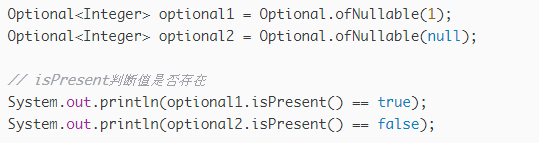 Optional<Integer> optional1 = Optional.ofNullable(1);
Optional<Integer> optional2 = Optional.ofNullable(null);
// isPresent判断值是否存在
System.out.println(optional1.isPresent() == true);
System.out.println(optional2.isPresent() == false);